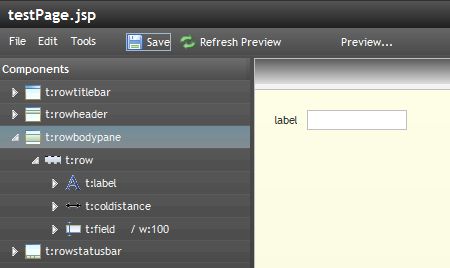 testPage.jsp
File Edit Tools Save Refresh Preview Preview...
Components
t:rowtitlebar
t:rowheader
t:rowbodypane
t:row
t:label
t:coldistance
t:field / w:100
t:rowstatusbar
label